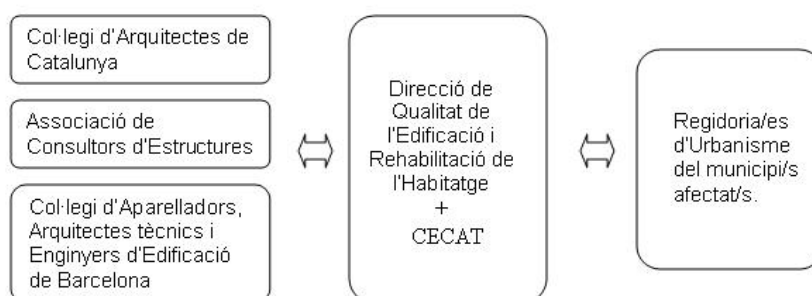 Col·legi d'Arquitectes de
Catalunya
Associació de
Consultors d'Estructures
Col·legi d'Aparelladors,
Arquitectes tècnics i
Enginyers d'Edificació
de Barcelona
Direcció de
Qualitat de
l'Edificació i
Rehabilitació de
l'Habitatge
+
CECAT
Regidoria/es
d'Urbanisme
del municipi/s
afectat/s.